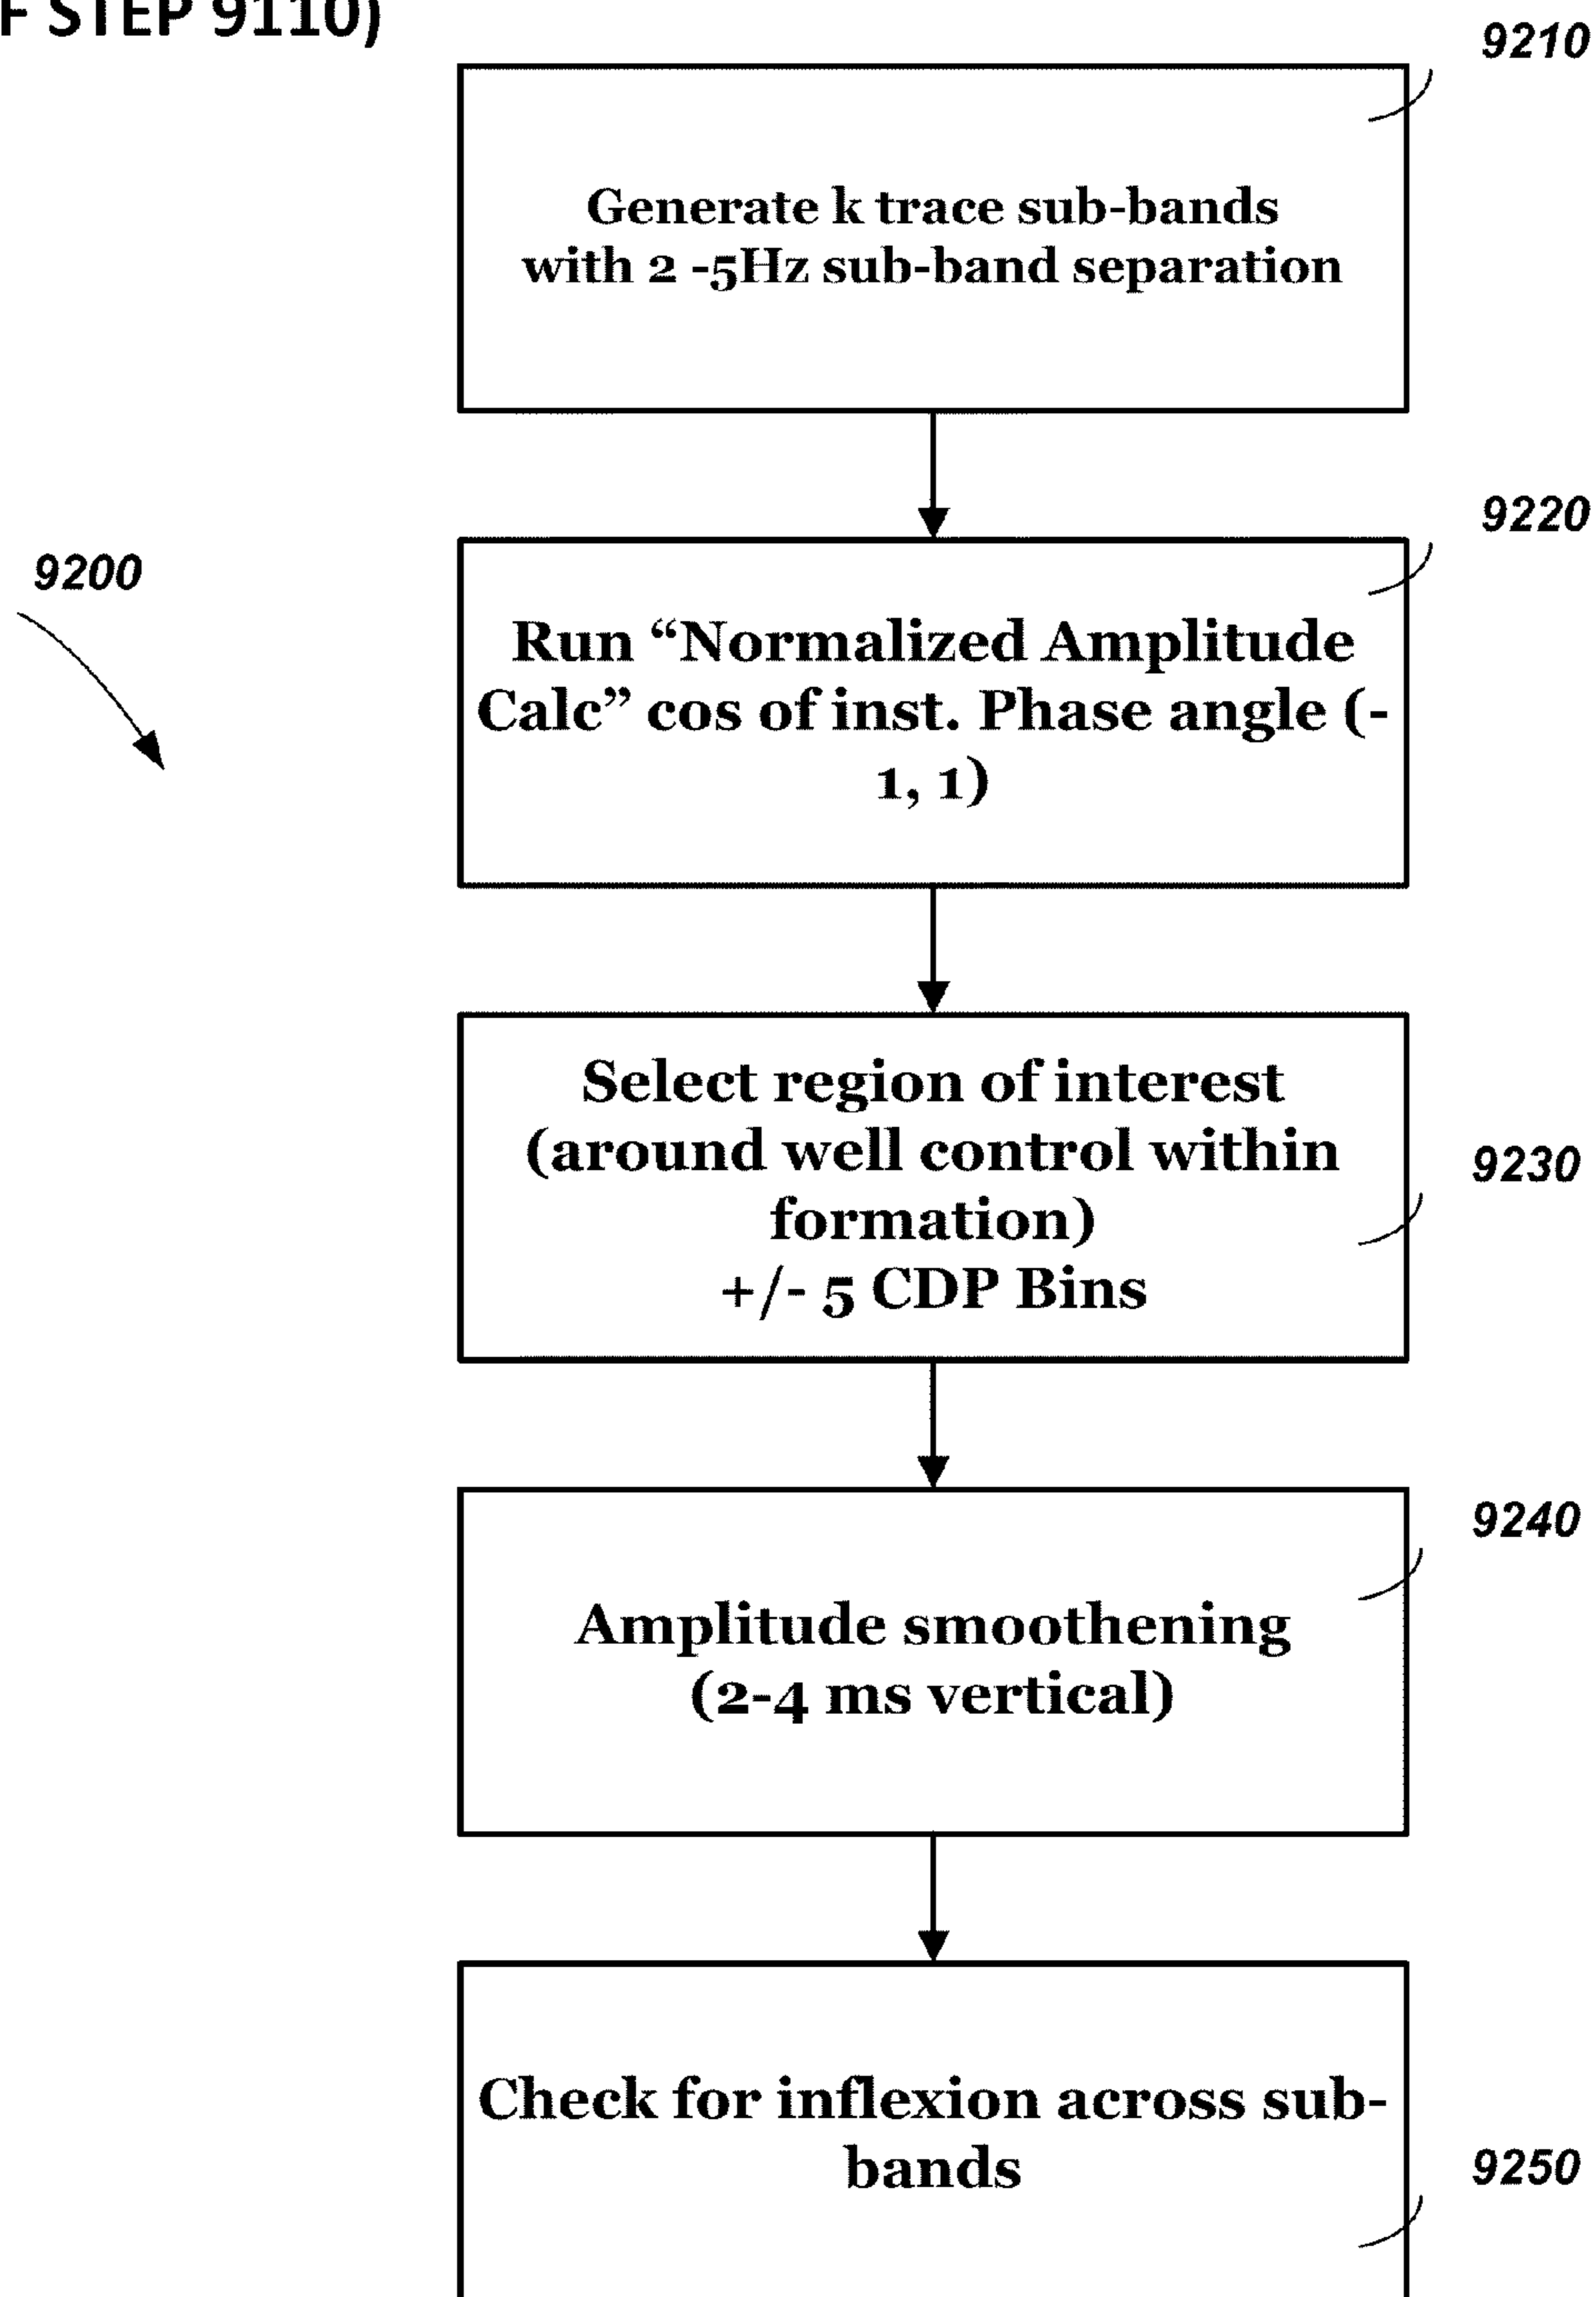 F STEP 9110)
9210
Generate k trace sub-bands
with 2 -5Hz sub-band separation
9220
9200
Run “Normalized Amplitude
Calc” cos of inst. Phase angle (-
1, 1)
Select region of interest
(around well control within
formation)
+/- 5 CDP Bins
9230
9240
Amplitude smoothening
(2-4 ms vertical)
Check for inflexion across sub-
bands
9250